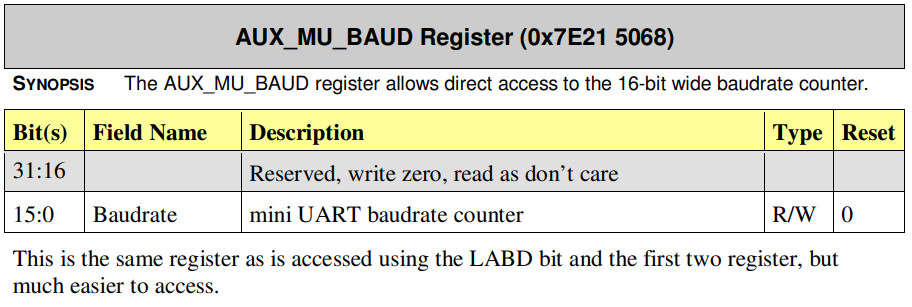 AUX_MU_BAUD Register (0x7E21 5068)
SYNOPSIS The AUX_MU_BAUD register allows direct access to the 16-bit wide baudrate counter.
Bit(s) Field Name Description Type Reset
31:16 Reserved, write zero, read as don’t care
15:0 Baudrate mini UART baudrate counter R/W 0
This is the same register as is accessed using the LABD bit and the first two register, but
much easier to access.